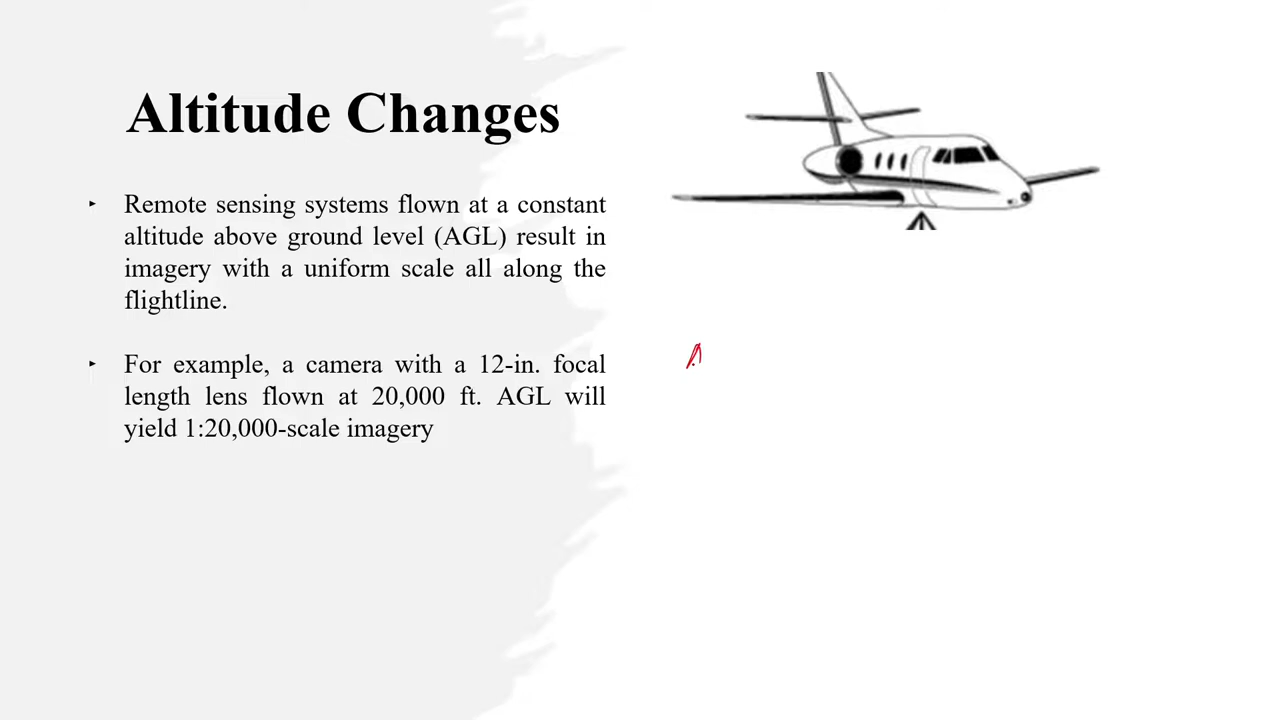 Altitude Changes
‣ Remote sensing systems flown at a constant
altitude above ground level (AGL) result in
imagery with a uniform scale all along the
flightline.
‣ For example, a camera with a 12-in. focal
length lens flown at 20,000 ft. AGL will
yield 1:20,000-scale imagery